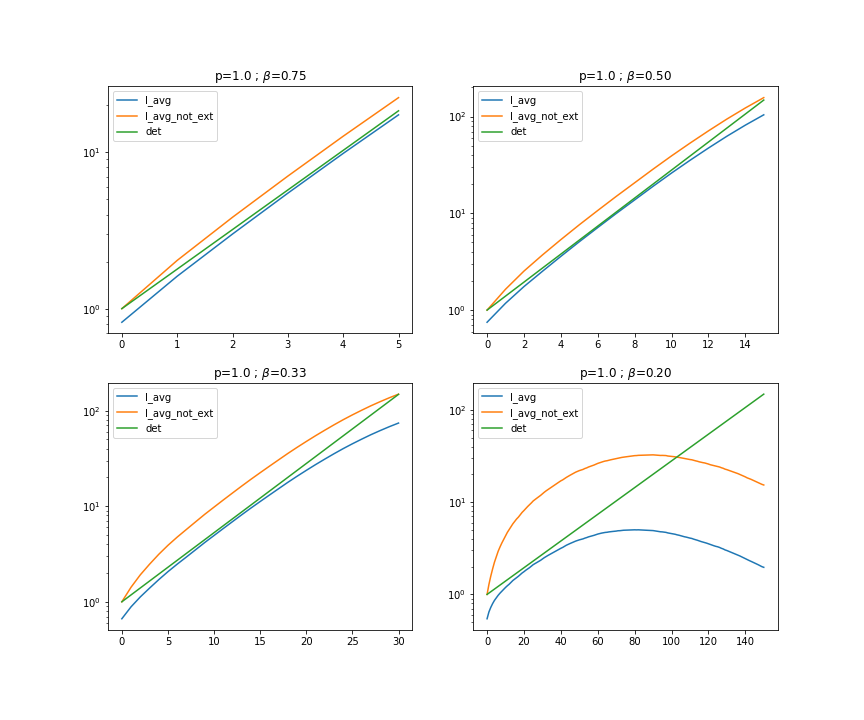 p=1.0 ; β=0.75
I_avg
I_avg_not_ext
det
10¹
10⁰
0 1 2 3 4 5
p=1.0 ; β=0.50
I_avg
I_avg_not_ext
det
10²
10¹
10⁰
0 2 4 6 8 10 12 14
p=1.0 ; β=0.33
I_avg
I_avg_not_ext
det
10²
10¹
10⁰
0 5 10 15 20 25 30
p=1.0 ; β=0.20
I_avg
I_avg_not_ext
det
10²
10¹
10⁰
0 20 40 60 80 100 120 140